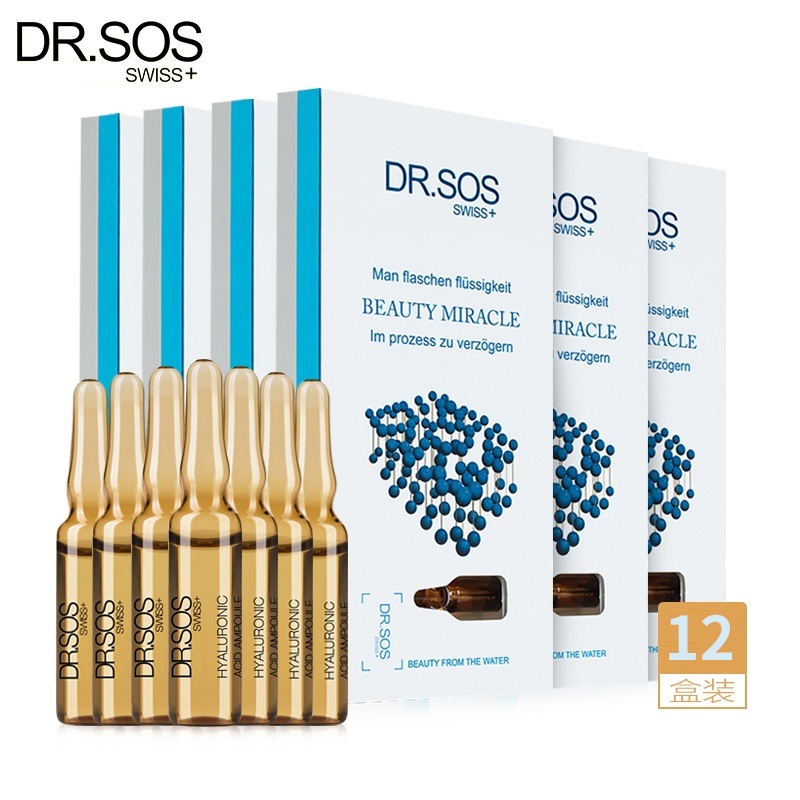 DR.SOS
SWISS+
DR.SOS
SWISS+
Man flaschen flüssigkeit
BEAUTY MIRACLE
Im prozess zu verzögern
DR.SOS
SWISS+
BEAUTY FROM THE WATER
SOS
SWISS+
flüssigkeit
MIRACLE
verzögern
FROM THE WATER
SOS
WISS+
üssigkeit
RACLE
verzögern
DR.SOS
SWISS+
DR.SOS
SWISS+
DR.SOS
SWISS+
DR.SOS
SWISS+
HYALURONIC
ACID AMPOULE
HYALURONIC
ACID AMPOULE
HYALURONIC
ACID AMPOULE
HYALURONIC
ACID AMPOULE
12
盒装